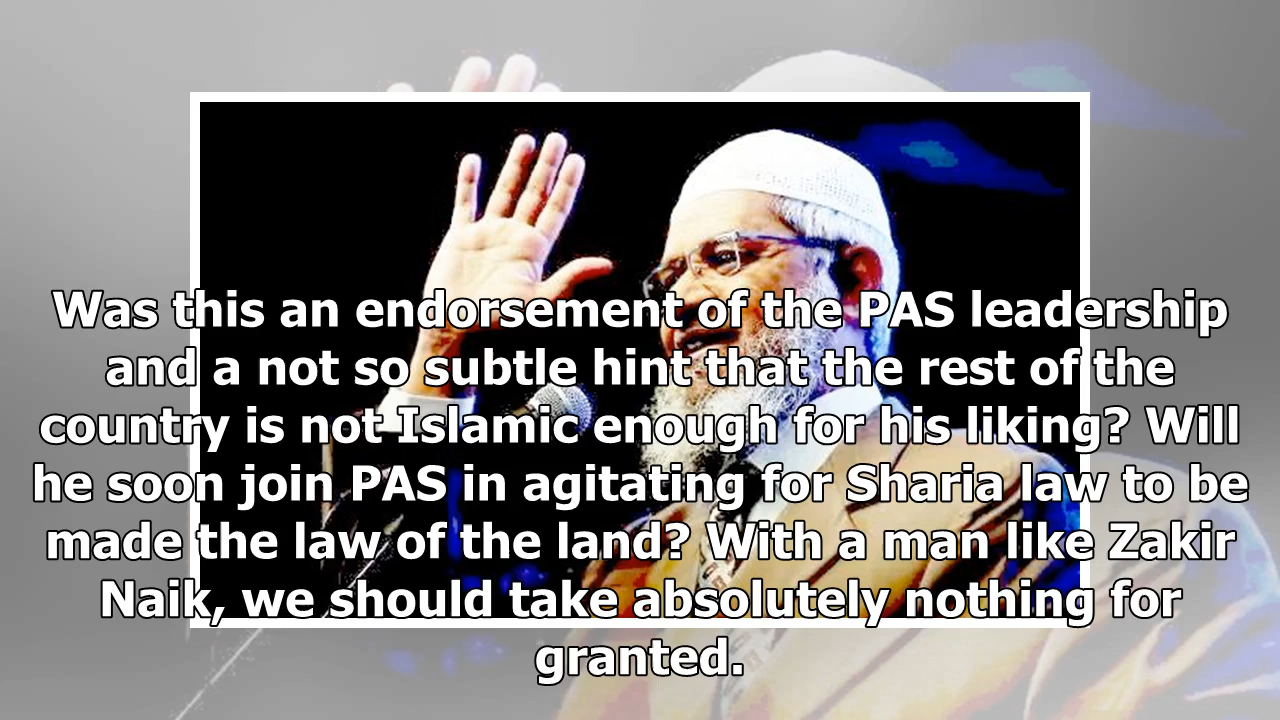 Was this an endorsement of the PAS leadership
and a not so subtle hint that the rest of the
country is not Islamic enough for his liking? Will
he soon join PAS in agitating for Sharia law to be
made the law of the land? With a man like Zakir
Naik, we should take absolutely nothing for
granted.